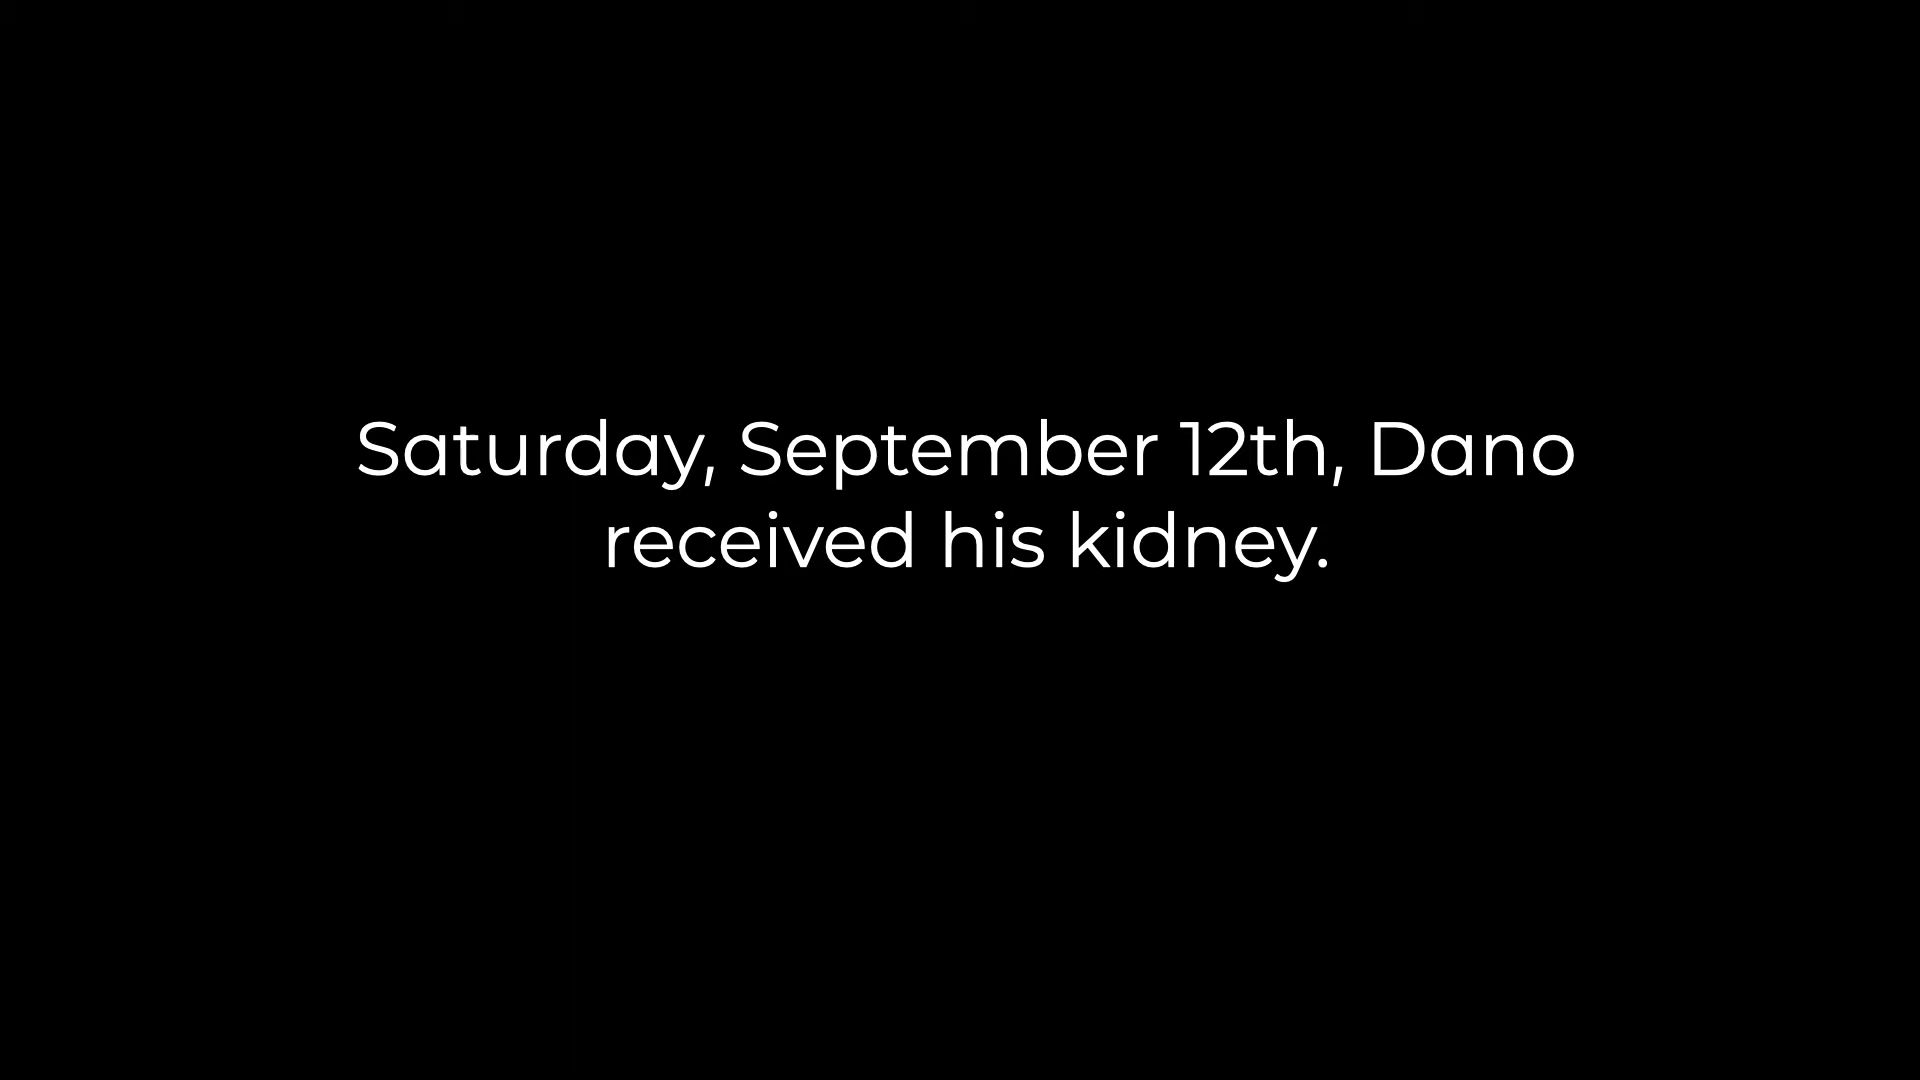 Saturday, September 12th, Dano
received his kidney.